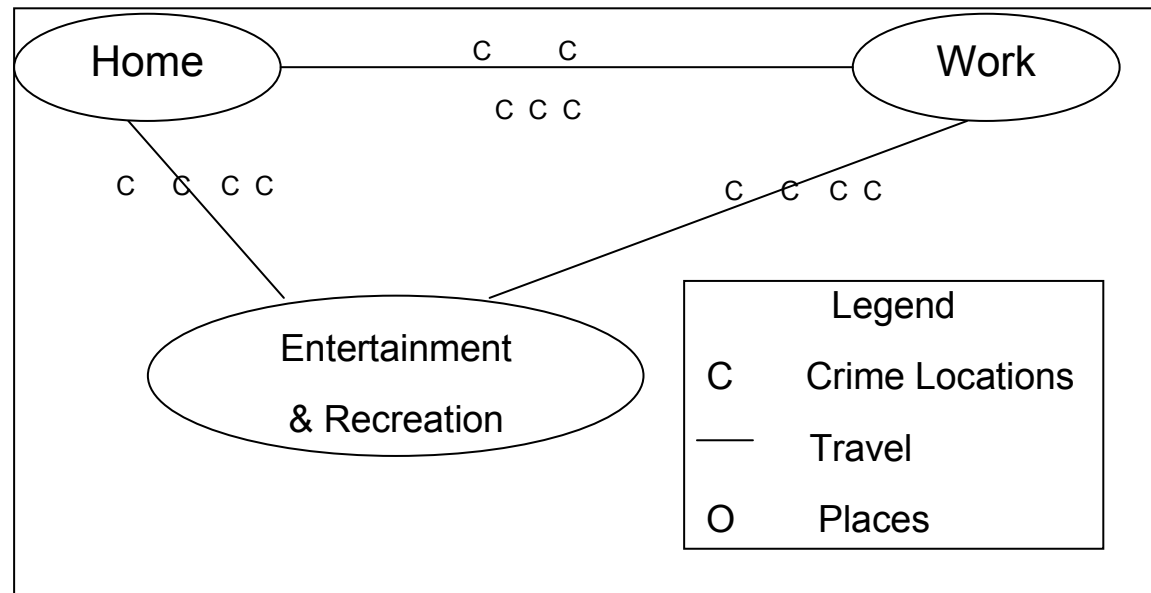 Home
C C
Work
C C C
C C C C
C C C C
Entertainment
& Recreation
Legend
C Crime Locations
Travel
O Places